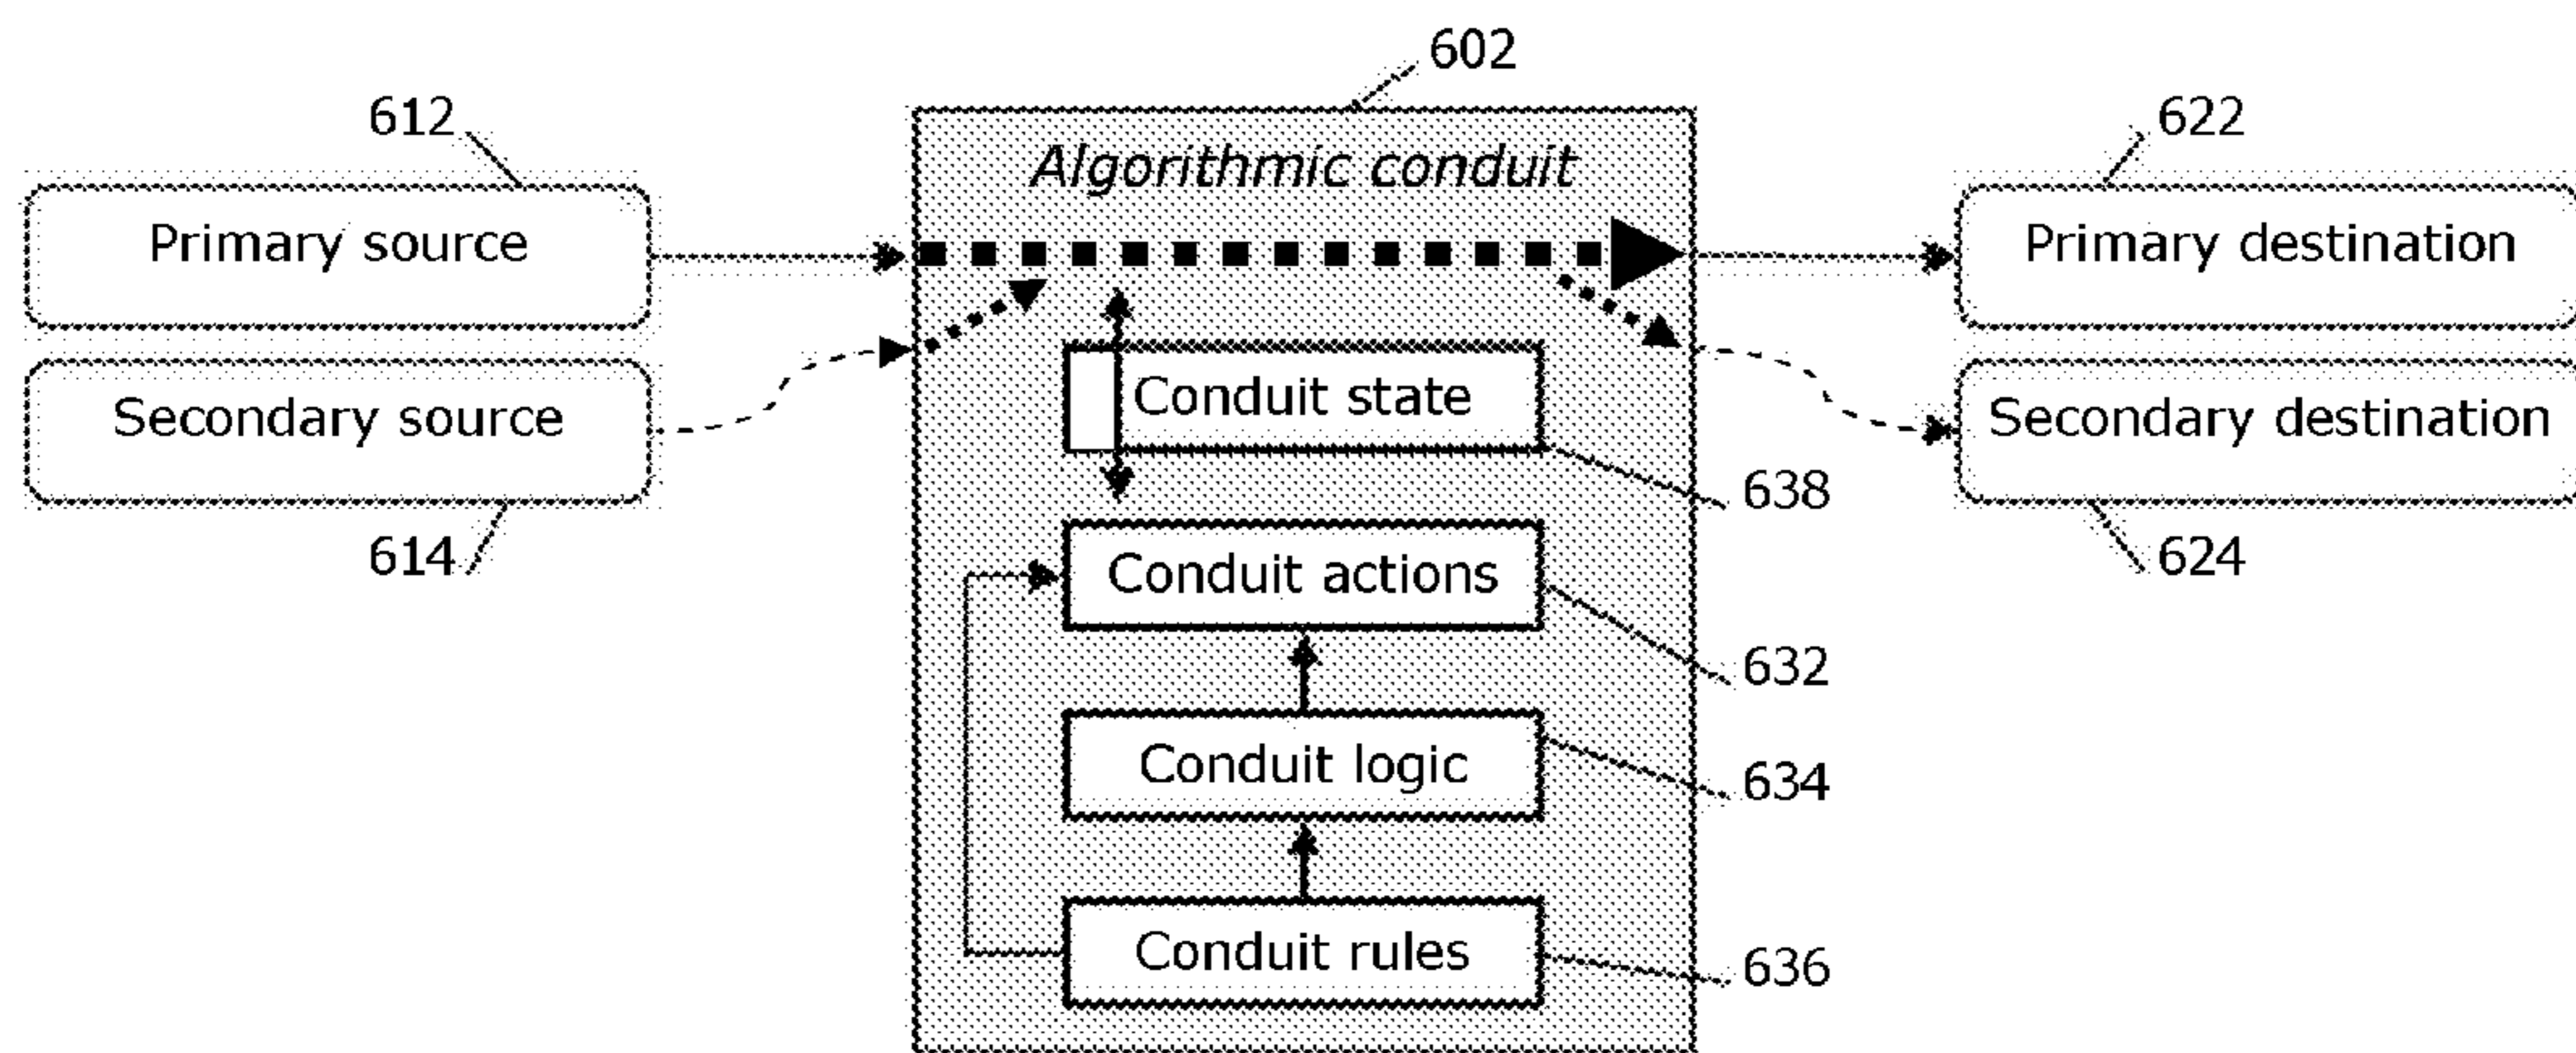 602
612
622
Algorithmic conduit
Primary source
Primary destination
Conduit state
Secondary source
Secondary destination
638
614
624
Conduit actions
632
Conduit logic
634
Conduit rules
636